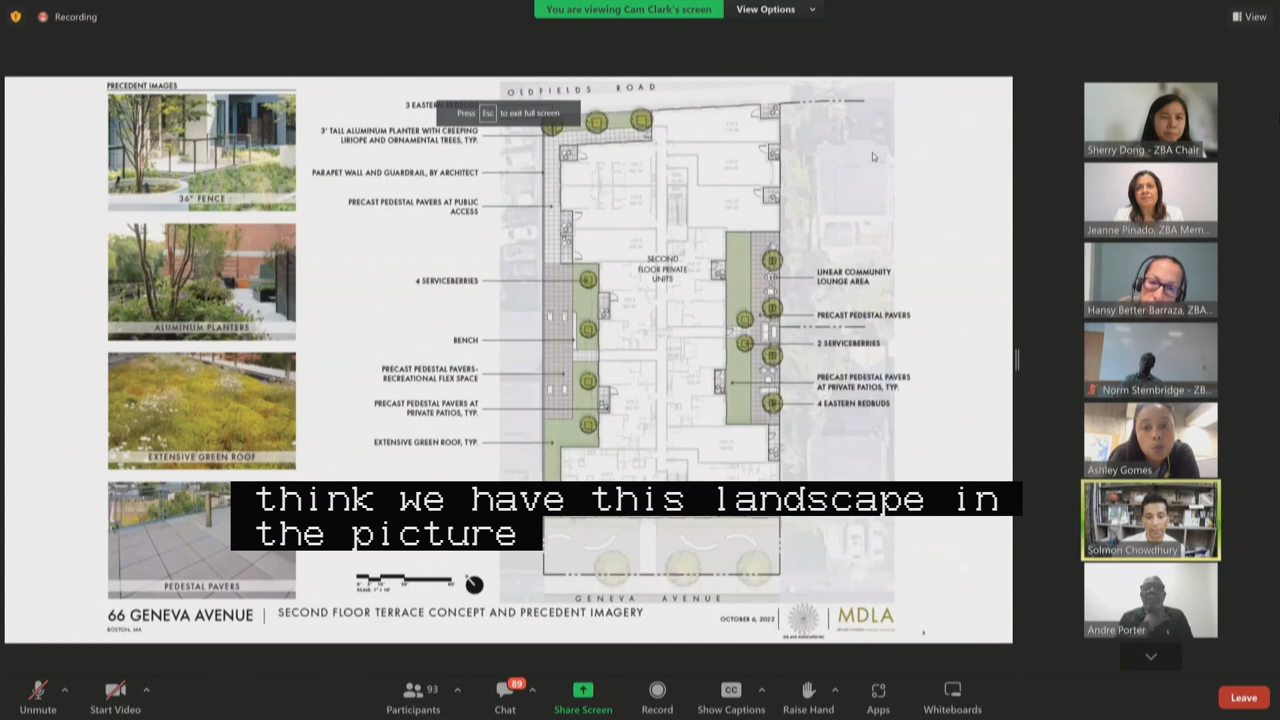 Recording
You are viewing Cam Clark's screen
View Options
View
PRECEDENT IMAGES
36" FENCE
ALUMINUM PLANTERS
EXTENSIVE GREEN ROOF
PEDESTAL PAVERS
OLDFIELDS ROAD
3 EASTERN
Press Esc to exit full screen
3' TALL ALUMINUM PLANTER WITH CREEPING
LIRIOPE AND ORNAMENTAL TREES, TYP.
PARAPET WALL AND GUARDRAIL, BY ARCHITECT
PRECAST PEDESTAL PAVERS AT PUBLIC
ACCESS
4 SERVICEBERRIES
BENCH
PRECAST PEDESTAL PAVERS-
RECREATIONAL FLEX SPACE
PRECAST PEDESTAL PAVERS AT
PRIVATE PATIOS, TYP.
EXTENSIVE GREEN ROOF, TYP.
SECOND
FLOOR PRIVATE
UNITS
LINEAR COMMUNITY
LOUNGE AREA
PRECAST PEDESTAL PAVERS
2 SERVICEBERRIES
PRECAST PEDESTAL PAVERS
AT PRIVATE PATIOS, TYP.
4 EASTERN REDBUDS
think we have this landscape in
the picture
GENEVA AVENUE
66 GENEVA AVENUE
BOSTON, MA
SECOND FLOOR TERRACE CONCEPT AND PRECEDENT IMAGERY
OCTOBER 6, 2022
MDLA
Sherry Dong - ZBA Chair
Jeanne Pinado, ZBA Mem...
Hansy Better Barraza, ZBA...
Norm Stembridge - ZB...
Ashley Gomes
Solmon Chowdhury
Andre Porter
Unmute
Start Video
Participants
93
Chat
89
Share Screen
Record
CC
Show Captions
Raise Hand
Apps
Whiteboards
Leave